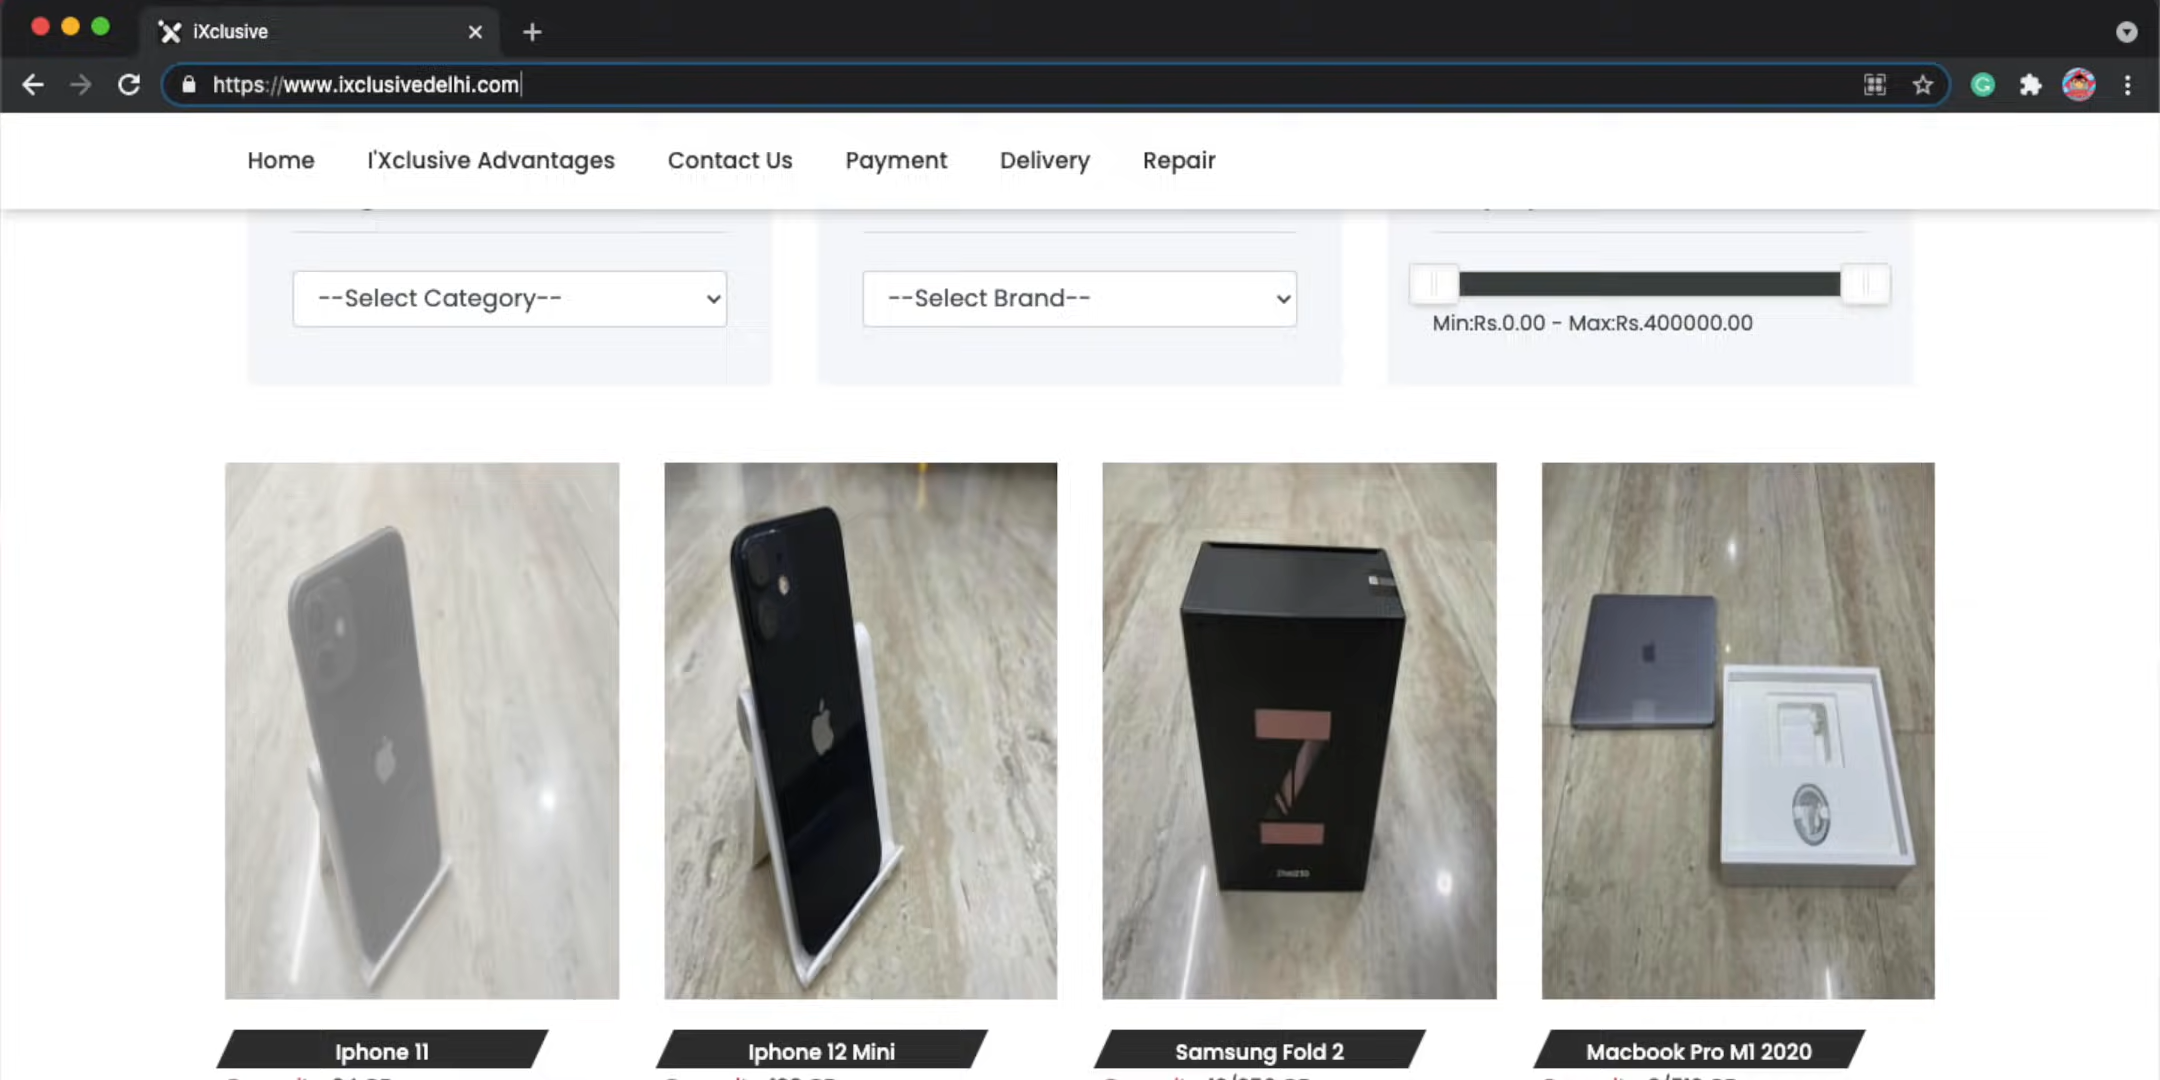 iXclusive
https://www.ixclusivedelhi.com
Home I'Xclusive Advantages Contact Us Payment Delivery Repair
--Select Category-- --Select Brand--
Min:Rs.0.00 - Max:Rs.400000.00
Z
Iphone 11 Iphone 12 Mini Samsung Fold 2 Macbook Pro M1 2020